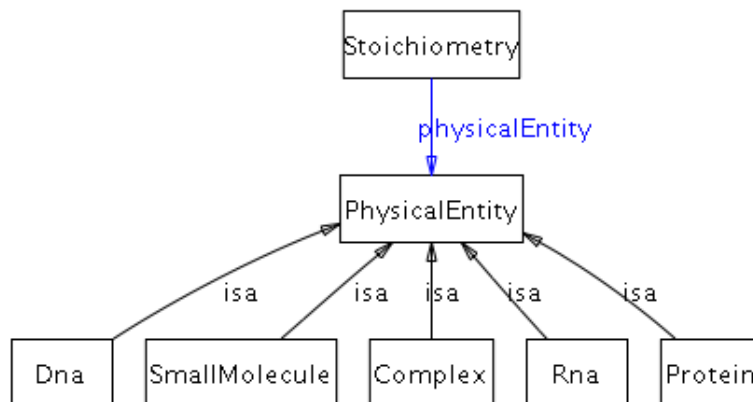 Stoichiometry
physicalEntity
PhysicalEntity
isa isa isa isa isa
Dna SmallMolecule Complex Rna Protein